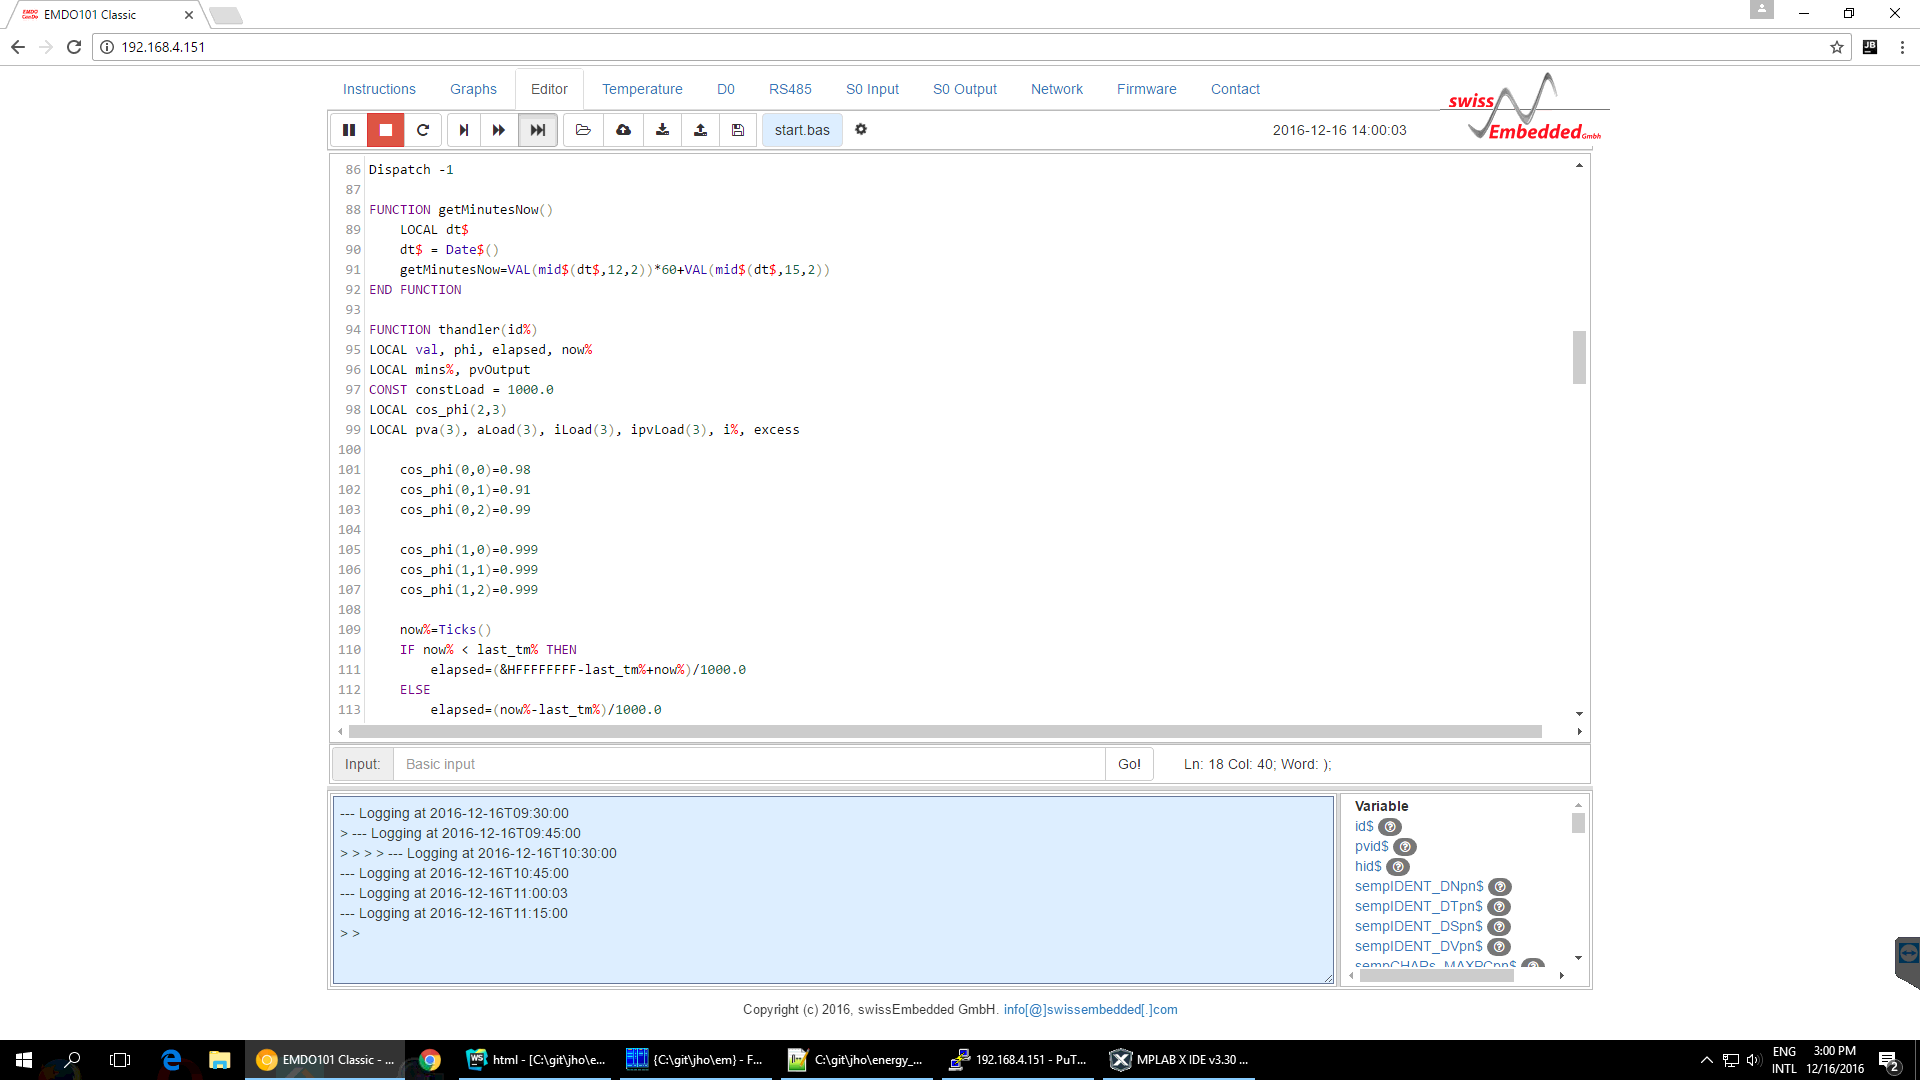 EMDO101 Classic
192.168.4.151
JB
Instructions Graphs Editor Temperature D0 RS485 S0 Input S0 Output Network Firmware Contact
swiss
Embedded GmbH
start.bas
2016-12-16 14:00:03
86 Dispatch -1
87
88 FUNCTION getMinutesNow()
89 LOCAL dt$
90 dt$ = Date$()
91 getMinutesNow=VAL(mid$(dt$,12,2))*60+VAL(mid$(dt$,15,2))
92 END FUNCTION
93
94 FUNCTION thandler(id%)
95 LOCAL val, phi, elapsed, now%
96 LOCAL mins%, pvOutput
97 CONST constLoad = 1000.0
98 LOCAL cos_phi(2,3)
99 LOCAL pva(3), aLoad(3), iLoad(3), ipvLoad(3), i%, excess
100
101 cos_phi(0,0)=0.98
102 cos_phi(0,1)=0.91
103 cos_phi(0,2)=0.99
104
105 cos_phi(1,0)=0.999
106 cos_phi(1,1)=0.999
107 cos_phi(1,2)=0.999
108
109 now%=Ticks()
110 IF now% < last_tm% THEN
111 elapsed=(&HFFFFFFFF-last_tm%+now%)/1000.0
112 ELSE
113 elapsed=(now%-last_tm%)/1000.0
Input: Basic input Go! Ln: 18 Col: 40; Word: );
--- Logging at 2016-12-16T09:30:00
> --- Logging at 2016-12-16T09:45:00
> > > > --- Logging at 2016-12-16T10:30:00
--- Logging at 2016-12-16T10:45:00
--- Logging at 2016-12-16T11:00:03
--- Logging at 2016-12-16T11:15:00
> >
Variable
id$
pvid$
hid$
sempIDENT_DNpn$
sempIDENT_DTpn$
sempIDENT_DSpn$
sempIDENT_DVpn$
sempCHARs_MAXPCpn$
Copyright (c) 2016, swissEmbedded GmbH. info[@]swissembedded[.]com
EMDO101 Classic - ... html - [C:\git\jho\e... {C:\git\jho\em} - F... C:\git\jho\energy_... 192.168.4.151 - PuT... MPLAB X IDE v3.30 ...
ENG
INTL
3:00 PM
12/16/2016
2